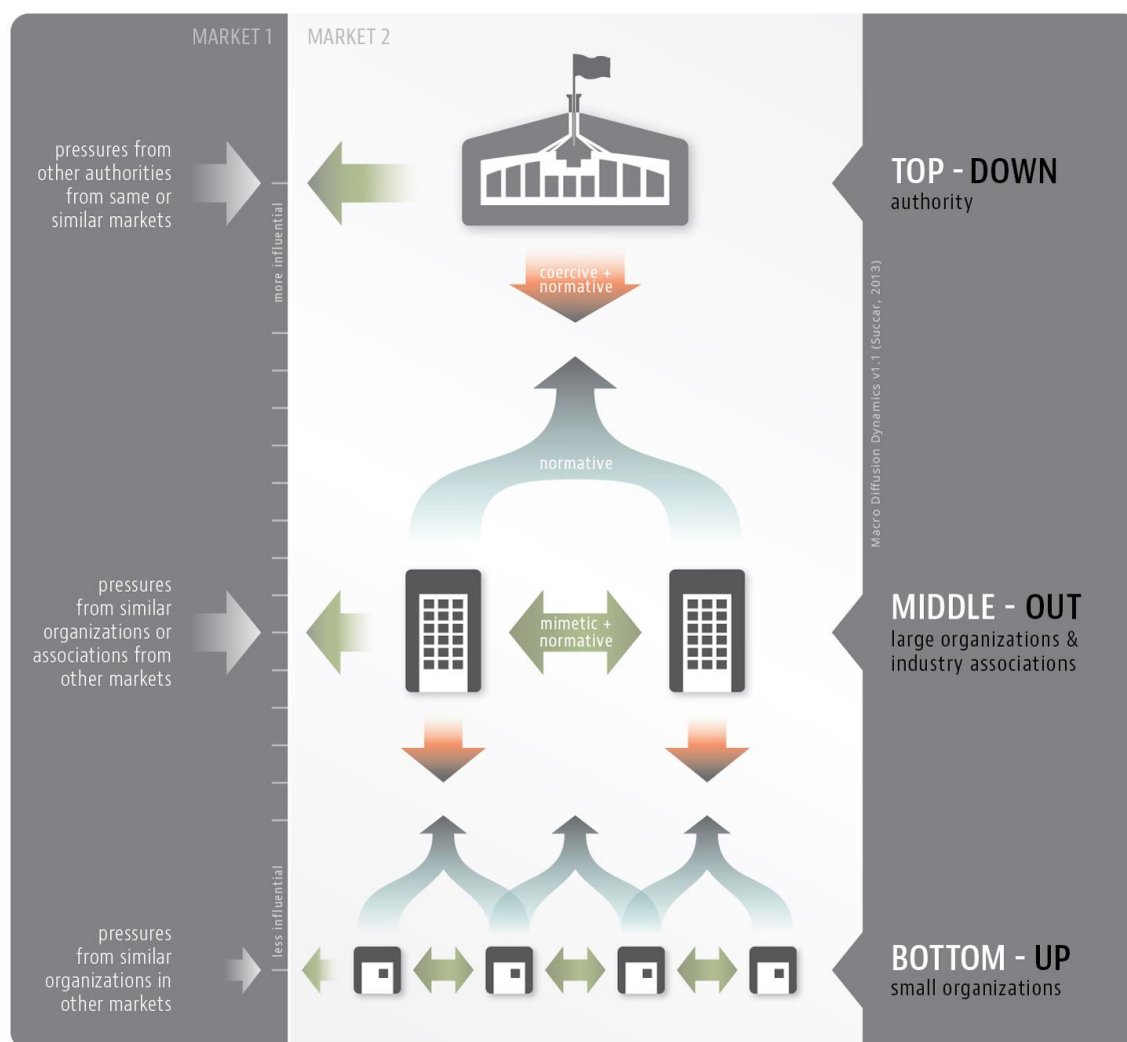 MARKET 1
MARKET 2
pressures from
other authorities
from same or
similar markets
more influential
TOP - DOWN
authority
coercive +
normative
Macro Diffusion Dynamics v1.1 (Succar, 2013)
normative
pressures
from similar
organizations or
associations from
other markets
mimetic +
normative
MIDDLE - OUT
large organizations &
industry associations
less influential
pressures
from similar
organizations in
other markets
BOTTOM - UP
small organizations